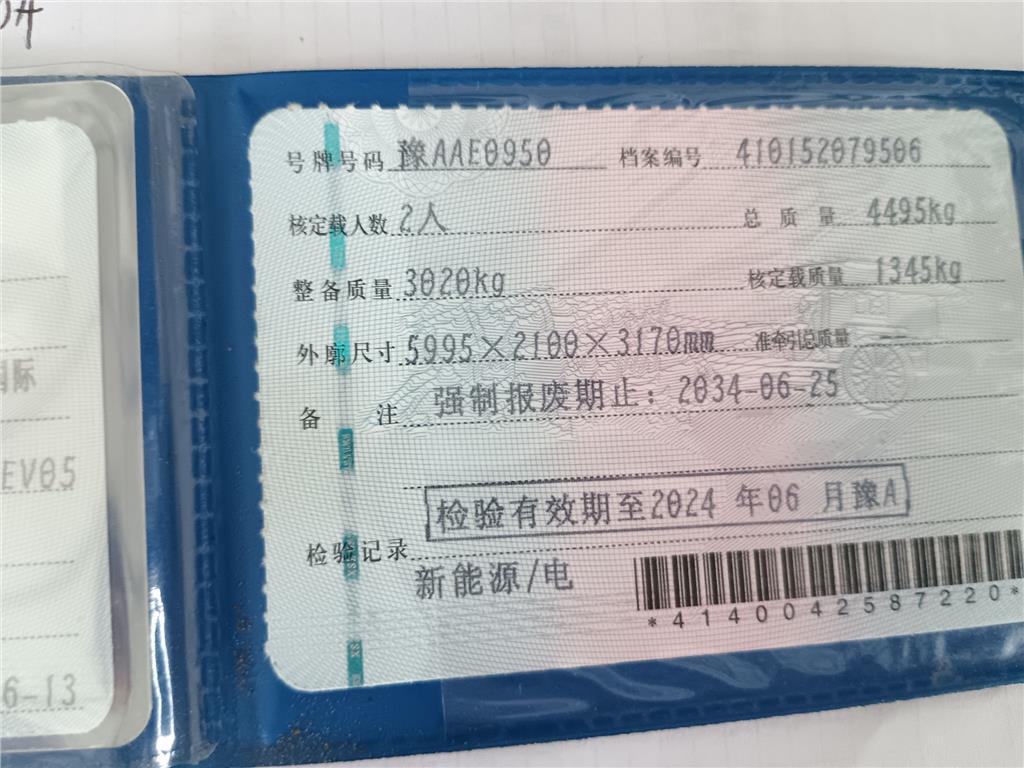 04
号牌号码 豫AAE0950 档案编号 410152079506
核定载人数 2人 总质量 4495kg
整备质量 3020kg 核定载质量 1345kg
外廓尺寸 5995×2100×3170mm 准牵引总质量 --
备注 强制报废期止：2034-06-25
检验有效期至2024 年06 月豫A
检验记录
新能源/电
*4140042587220*
国际
EV05
6-13